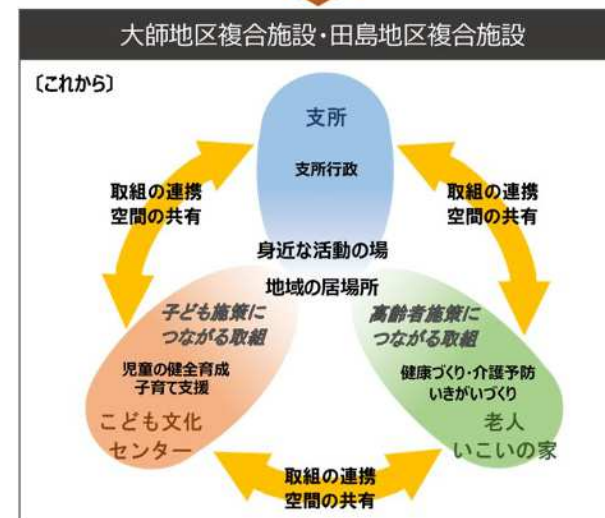 大師地区複合施設・田島地区複合施設
〔これから〕
支所
支所行政
取組の連携
空間の共有
取組の連携
空間の共有
身近な活動の場
地域の居場所
子ども施策に
つながる取組
高齢者施策に
つながる取組
児童の健全育成
子育て支援
健康づくり・介護予防
いきがいづくり
こども文化
センター
老人
いこいの家
取組の連携
空間の共有